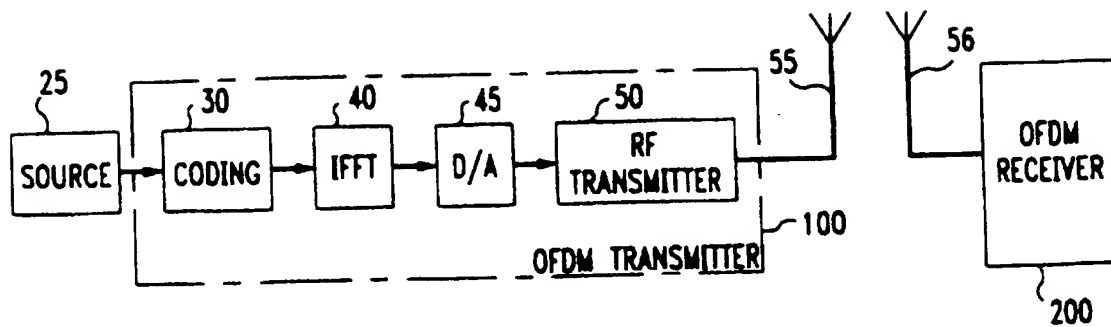 25
SOURCE
30
CODING
40
IFFT
45
D/A
50
RF
TRANSMITTER
OFDM TRANSMITTER
100
55
56
OFDM
RECEIVER
200